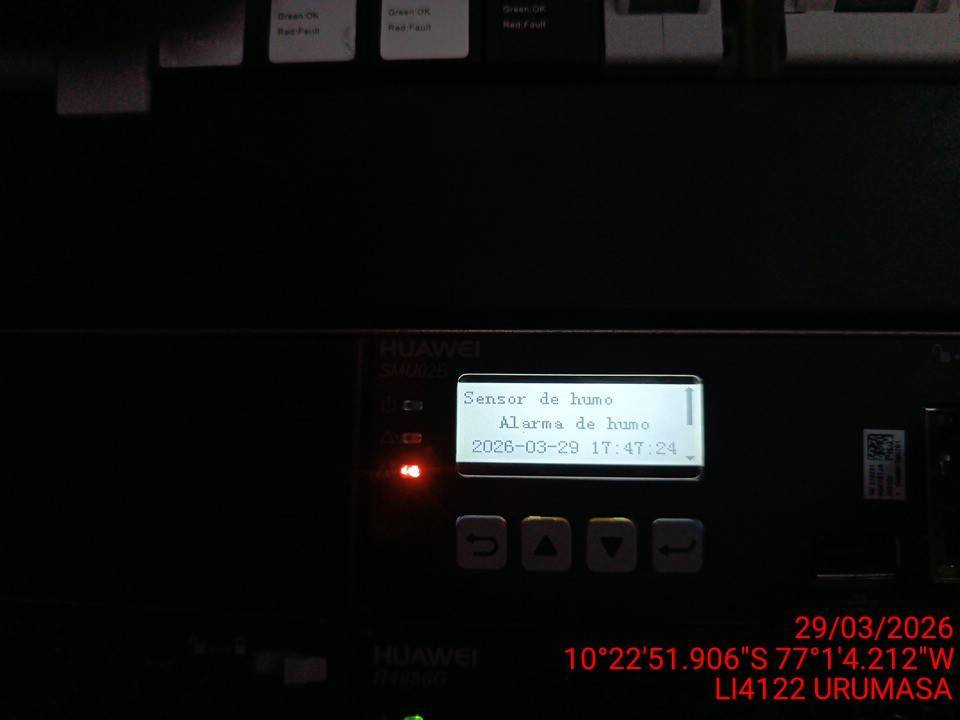 Green:OK
Red:Fault
Green:OK
Red:Fault
Green:OK
Red:Fault
HUAWEI
SMU02B
Sensor de humo
Alarma de humo
2026-03-29 17:47:24
HUAWEI
29/03/2026
10°22'51.906"S 77°1'4.212"W
LI4122 URUMASA